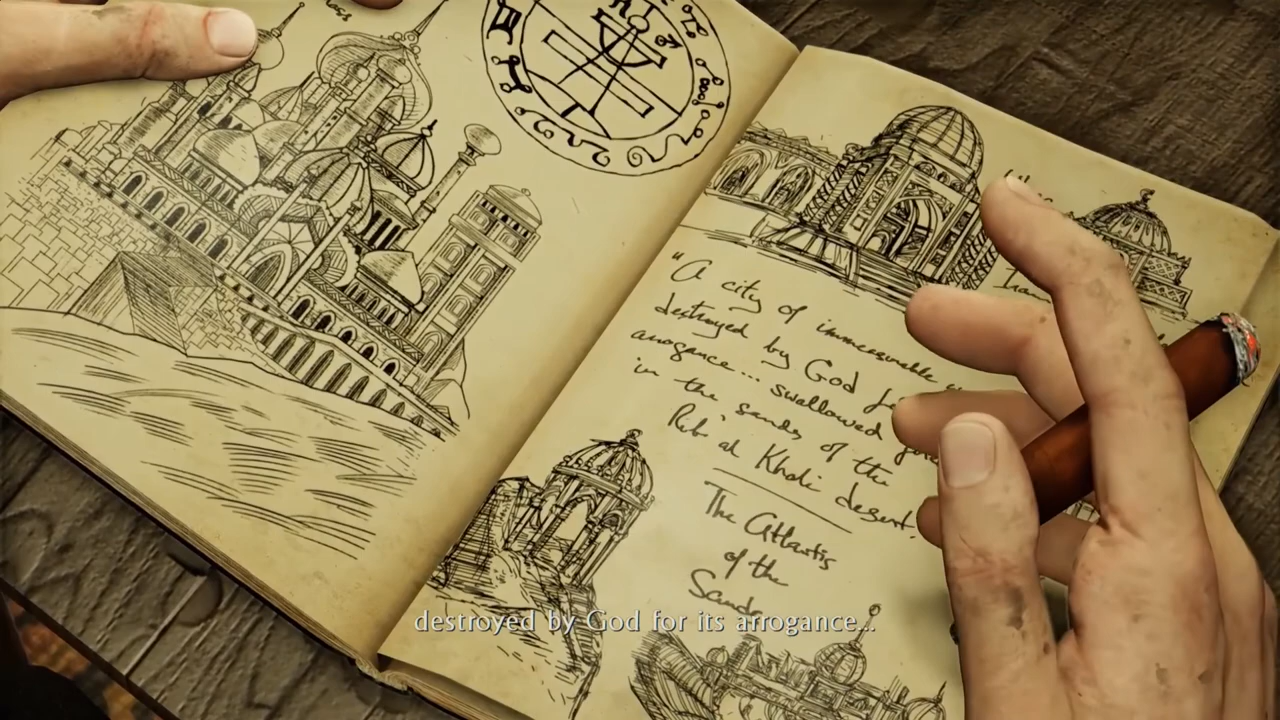 "A city of immeasurable
destroyed by God
arrogance... swallowed
in the sands of the
Rub' al Khali desert.
The Atlantis
of the
Sands
destroyed by God for its arrogance...